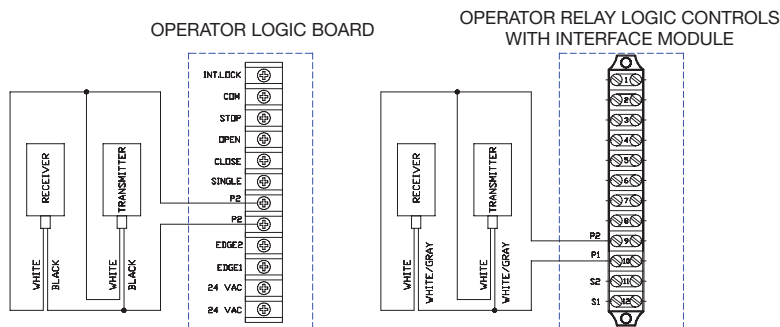 OPERATOR LOGIC BOARD
INT.LOCK
COM
STOP
OPEN
CLOSE
SINGLE
P2
P2
EDGE2
EDGE1
24 VAC
24 VAC
RECEIVER
TRANSMITTER
WHITE
BLACK
WHITE
BLACK
OPERATOR RELAY LOGIC CONTROLS
WITH INTERFACE MODULE
1
2
3
4
5
6
7
8
P2 9
P1 10
S2 11
S1 12
RECEIVER
TRANSMITTER
WHITE
WHITE/GRAY
WHITE
WHITE/GRAY